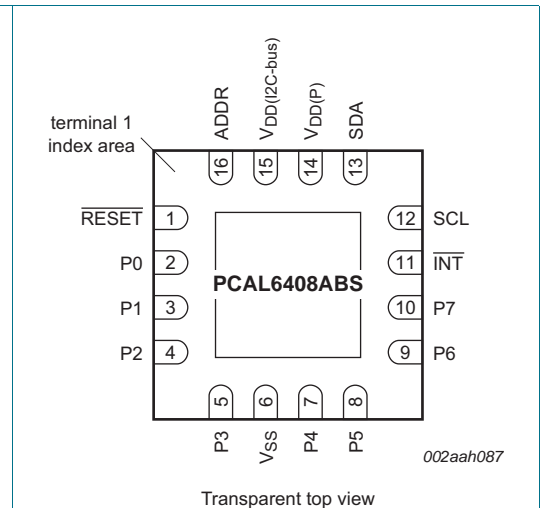 ADDR
VDD(I2C-bus)
VDD(P)
SDA
terminal 1
index area
16
15
14
13
RESET
1
12
SCL
P0
2
11
INT
PCAL6408ABS
P1
3
10
P7
P2
4
9
P6
5
6
7
8
P3
VSS
P4
P5
002aah087
Transparent top view